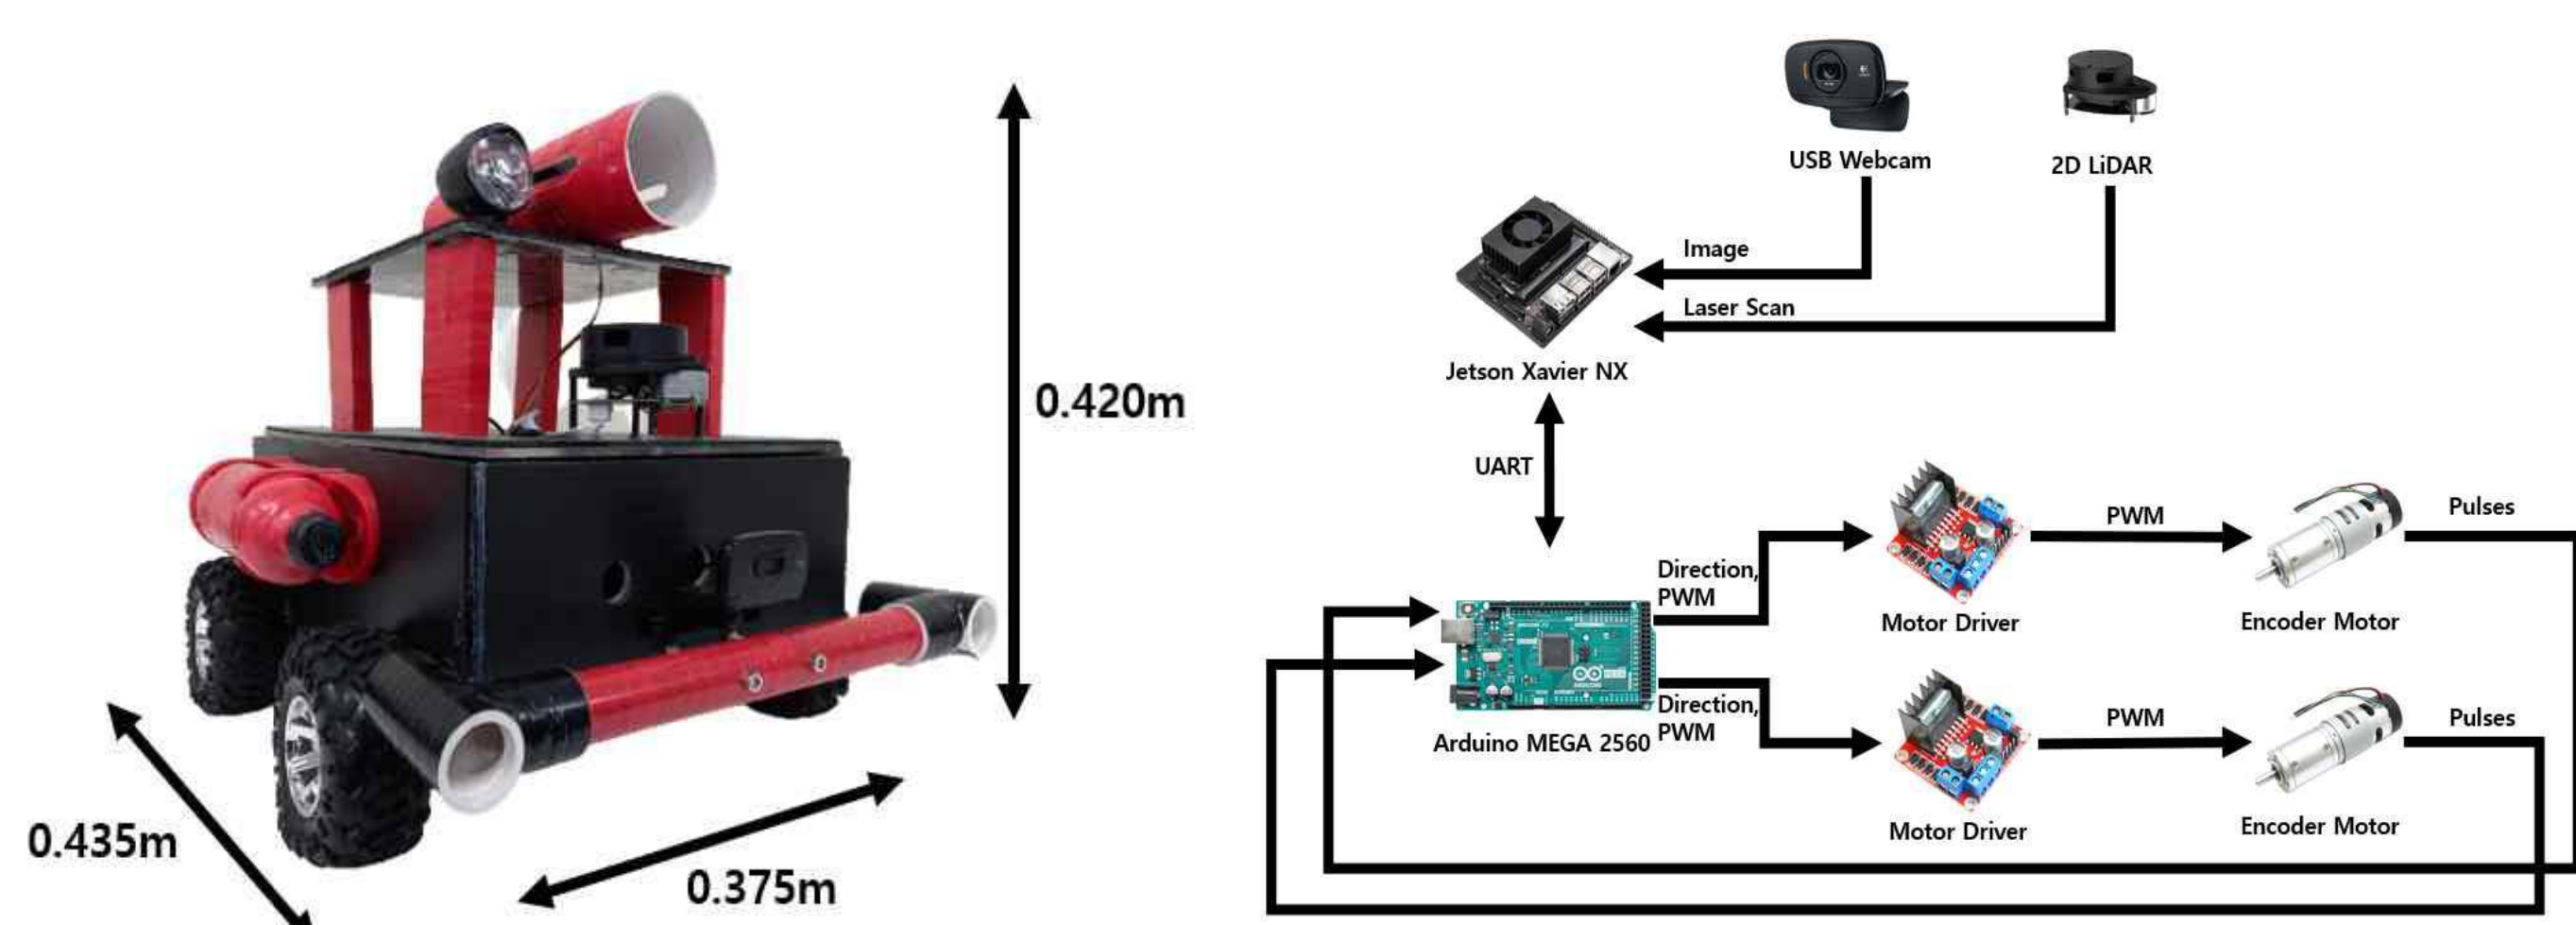 0.420m
0.435m
0.375m
USB Webcam
2D LiDAR
Image
Laser Scan
Jetson Xavier NX
UART
Direction,
PWM
PWM
Pulses
Motor Driver
Encoder Motor
Direction,
PWM
PWM
Pulses
Arduino MEGA 2560
Motor Driver
Encoder Motor